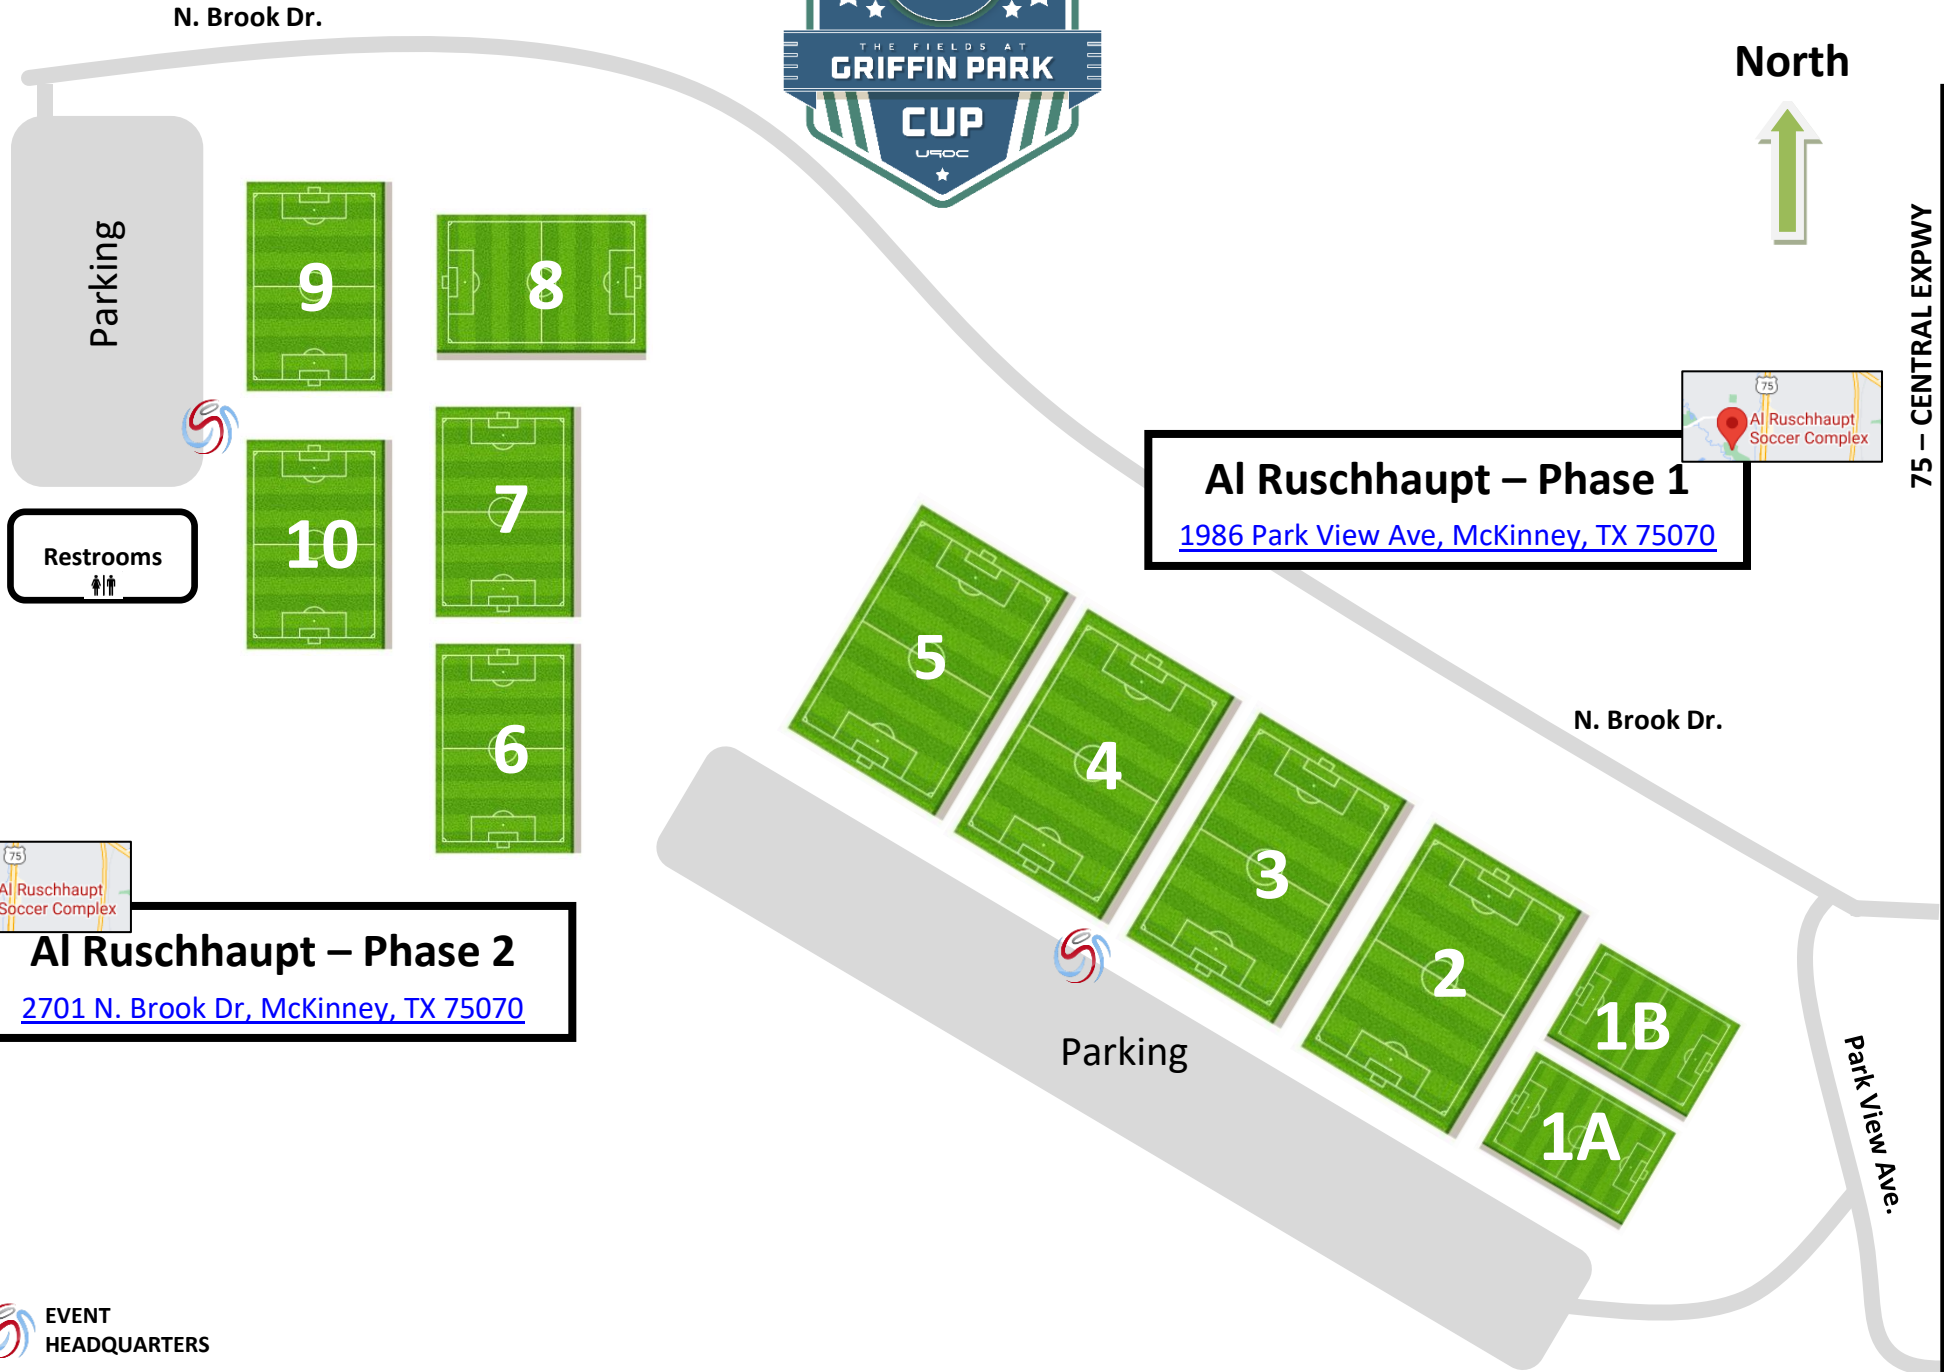 N. Brook Dr.
THE FIELDS AT
GRIFFIN PARK
CUP
North
75 – CENTRAL EXPWY
Parking
9
8
75
Al Ruschhaupt
Soccer Complex
Al Ruschhaupt – Phase 1
1986 Park View Ave, McKinney, TX 75070
7
10
Restrooms
5
4
3
2
1B
1A
6
N. Brook Dr.
75
Al Ruschhaupt
Soccer Complex
Al Ruschhaupt – Phase 2
2701 N. Brook Dr, McKinney, TX 75070
Parking
Park View Ave.
EVENT
HEADQUARTERS